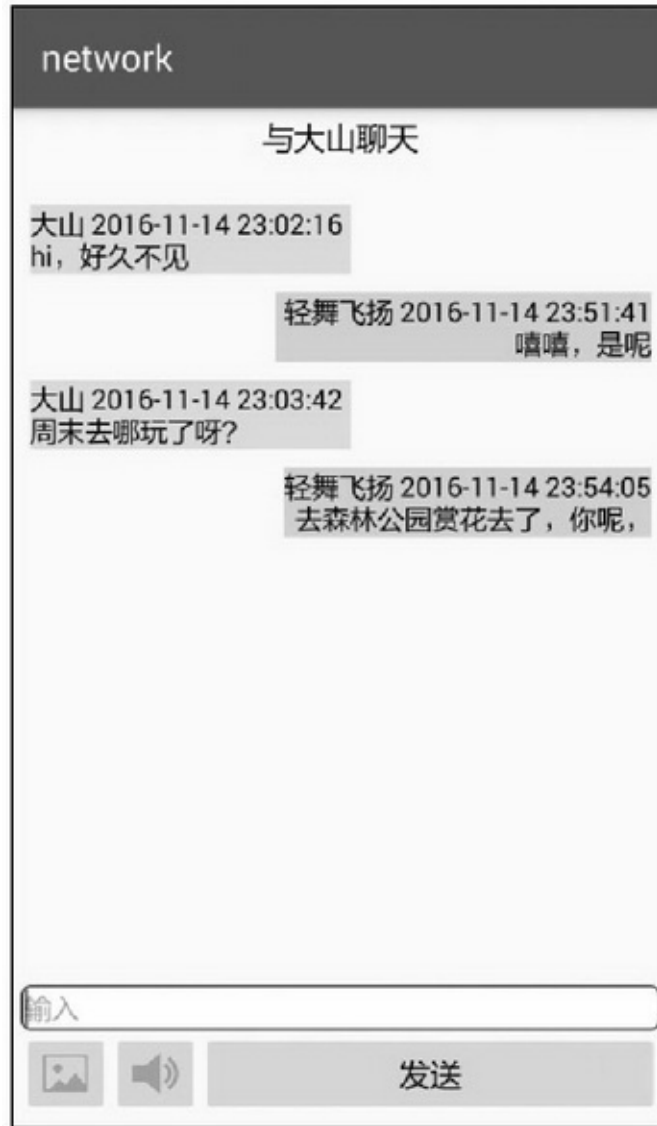 network
与大山聊天
大山 2016-11-14 23:02:16
hi，好久不见
轻舞飞扬 2016-11-14 23:51:41
嘻嘻，是呢
大山 2016-11-14 23:03:42
周末去哪玩了呀?
轻舞飞扬 2016-11-14 23:54:05
去森林公园赏花去了，你呢，
输入
发送